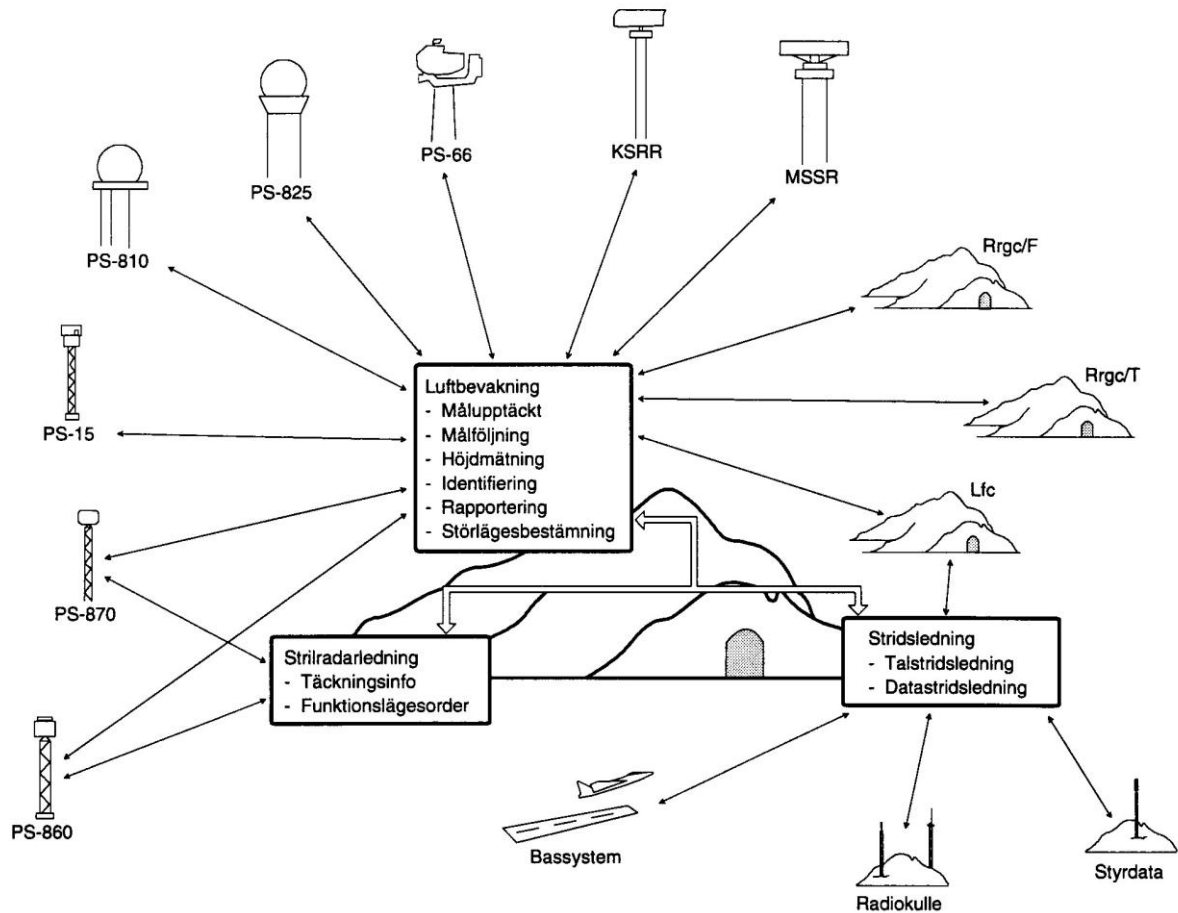 KSRR
MSSR
PS-66
PS-825
PS-810
PS-15
PS-870
PS-860
Rrgc/F
Rrgc/T
Lfc
Luftbevakning
- Målupptäckt
- Målföljning
- Höjdmätning
- Identifiering
- Rapportering
- Störlägesbestämning
Strilradarledning
- Täckningsinfo
- Funktionslägesorder
Stridsledning
- Talstridsledning
- Datastridsledning
Bassystem
Radiokulle
Styrdata